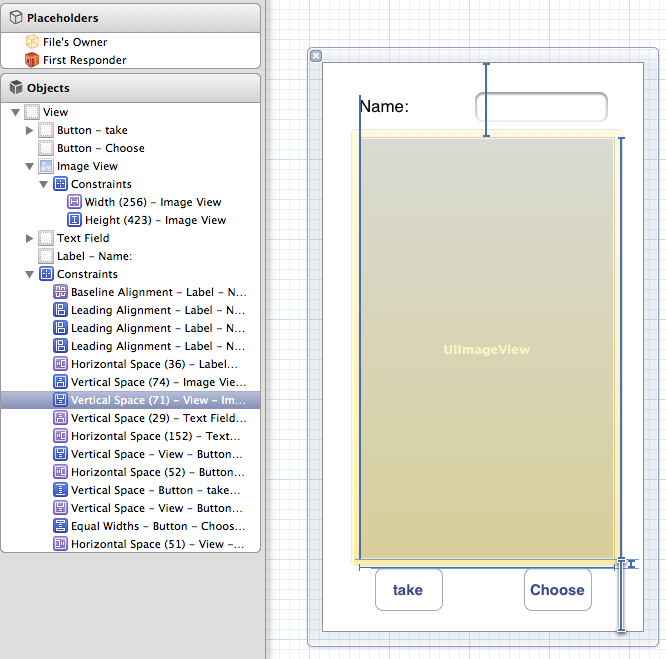 Placeholders
File's Owner
First Responder
Objects
View
Button - take
Button - Choose
Image View
Constraints
Width (256) - Image View
Height (423) - Image View
Text Field
Label - Name:
Constraints
Baseline Alignment - Label - N...
Leading Alignment - Label - N...
Leading Alignment - Label - N...
Leading Alignment - Label - N...
Horizontal Space (36) - Label...
Vertical Space (74) - Image Vie...
Vertical Space (71) - View - Im...
Vertical Space (29) - Text Field...
Horizontal Space (152) - Text...
Vertical Space - View - Button...
Horizontal Space (52) - Button...
Vertical Space - Button - take...
Vertical Space - View - Button...
Equal Widths - Button - Choos...
Horizontal Space (51) - View -...
Name:
UIImageView
take
Choose